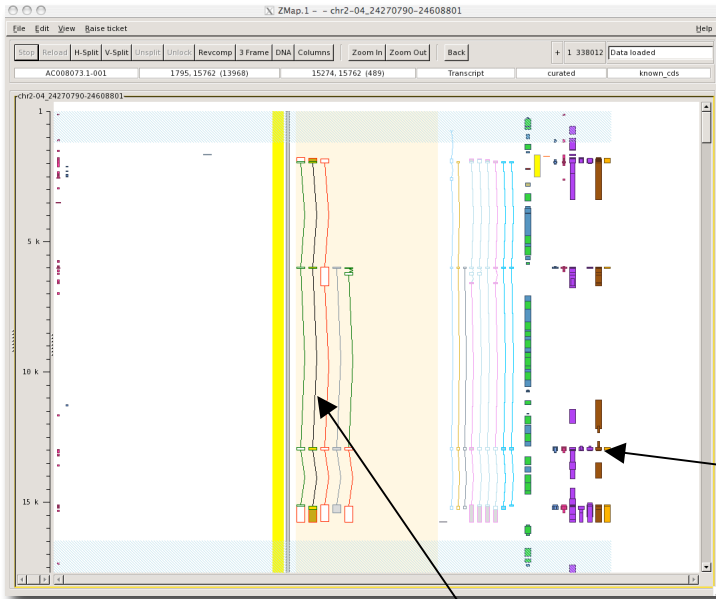 ZMap.1 - - chr2-04_24270790-24608801
File Edit View Raise ticket Help
Stop Reload H-Split V-Split Unsplit Unlock Revcomp 3 Frame DNA Columns Zoom In Zoom Out Back + 1 338012 Data loaded
AC008073.1-001 1795, 15762 (13968) 15274, 15762 (489) Transcript curated known_cds
chr2-04_24270790-24608801
1
5 k
10 k
15 k